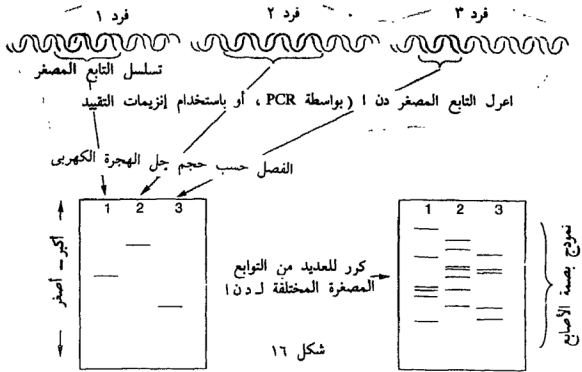 فرد ١
فرد ٢
فرد ٣
تسلسل التابع المصغر
اعزل التابع المصغر دن ا (بواسطة PCR، أو باستخدام إنزيمات التقييد
الفصل حسب حجم جل الهجرة الكهربى
1 2 3
أكبر – أصغر
كرر للعديد من التوابع
المصغرة المختلفة لـ دن ا
1 2 3
نموذج بصمة الأصابع
شكل ١٦